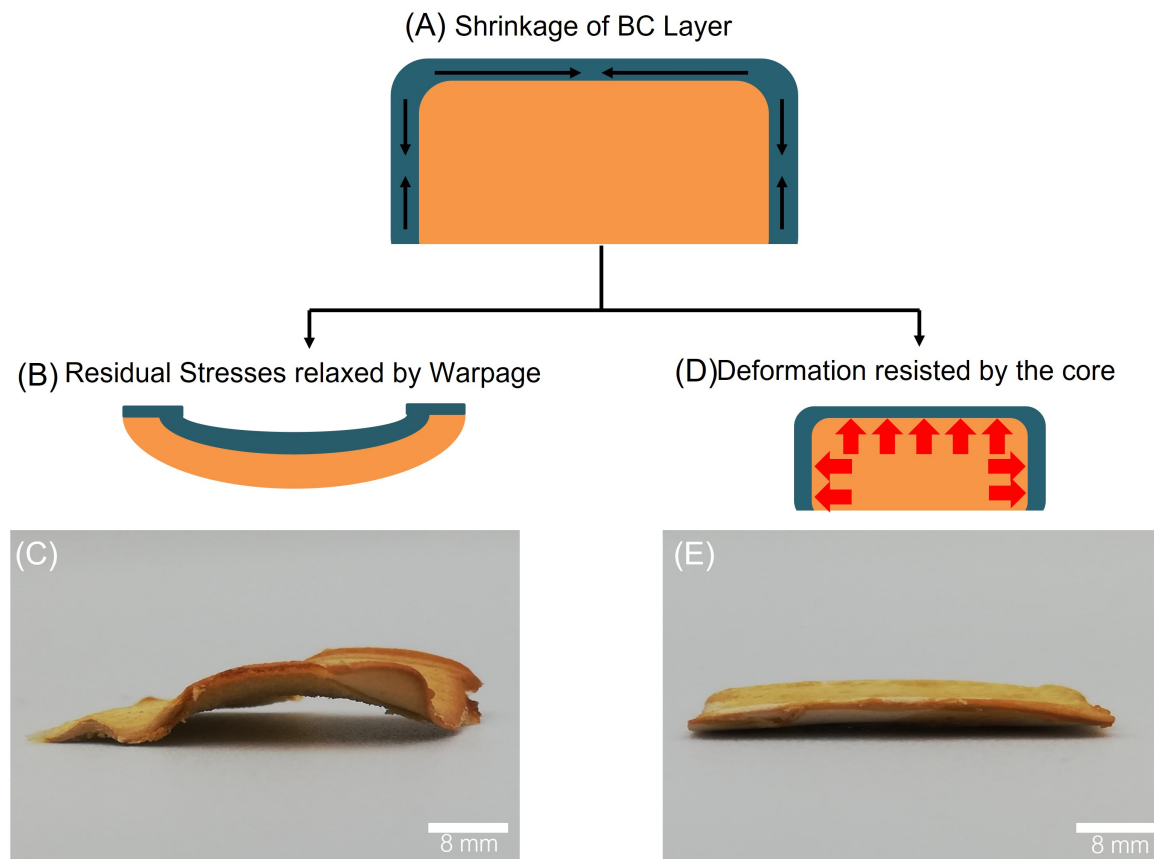 (A) Shrinkage of BC Layer
(B) Residual Stresses relaxed by Warpage
(D)Deformation resisted by the core
(C)
8 mm
(E)
8 mm